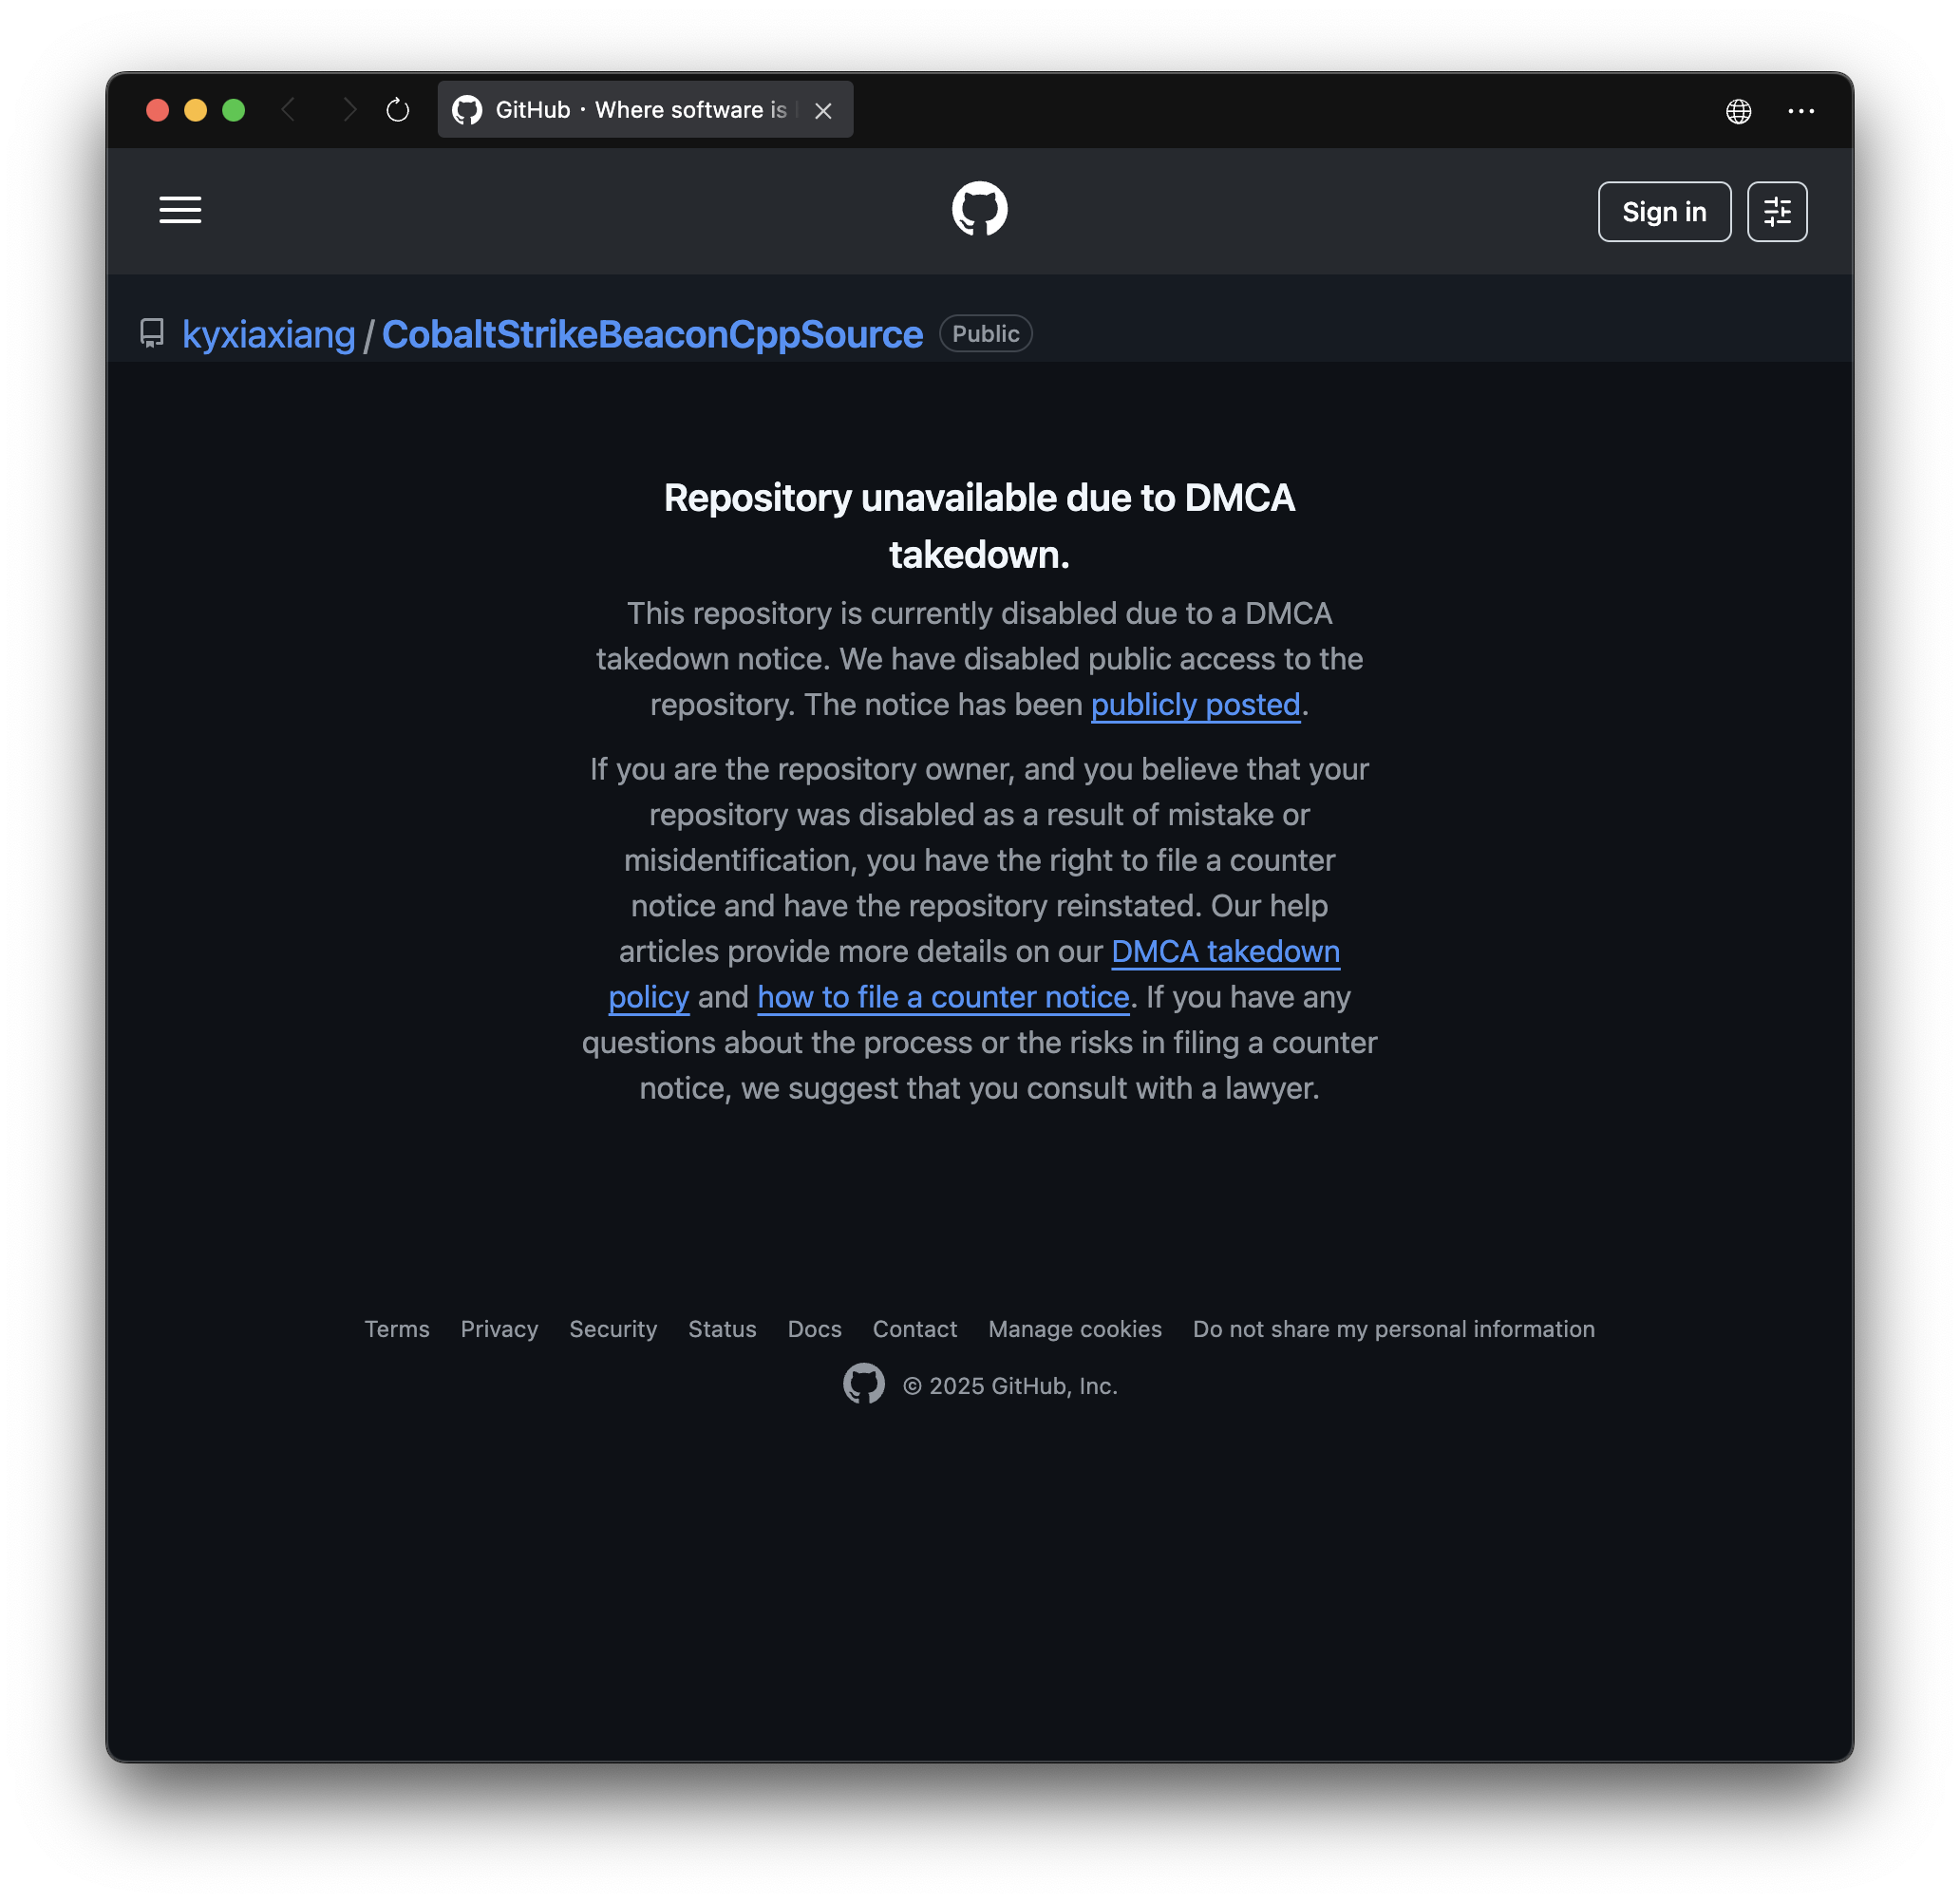 GitHub · Where software is
Sign in
kyxiaxiang / CobaltStrikeBeaconCppSource Public
Repository unavailable due to DMCA
takedown.
This repository is currently disabled due to a DMCA
takedown notice. We have disabled public access to the
repository. The notice has been publicly posted.
If you are the repository owner, and you believe that your
repository was disabled as a result of mistake or
misidentification, you have the right to file a counter
notice and have the repository reinstated. Our help
articles provide more details on our DMCA takedown
policy and how to file a counter notice. If you have any
questions about the process or the risks in filing a counter
notice, we suggest that you consult with a lawyer.
Terms Privacy Security Status Docs Contact Manage cookies Do not share my personal information
© 2025 GitHub, Inc.